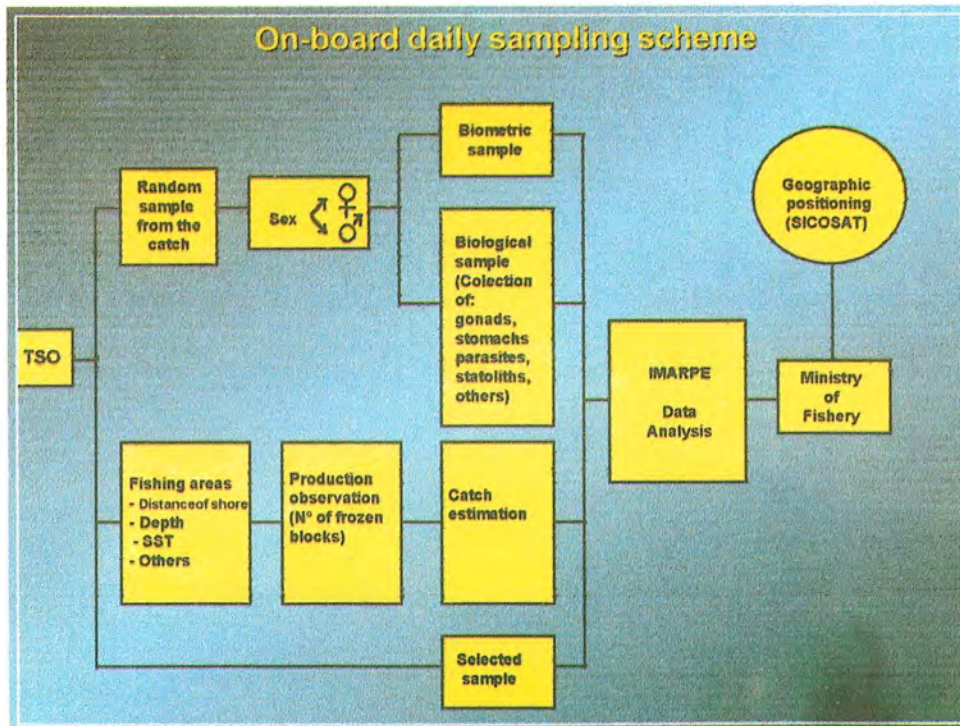 On-board daily sampling scheme
Biometric
sample
Random
sample
from the
catch
Sex
Geographic
positioning
(SICOSAT)
Biological
sample
(Colection
of:
gonads,
stomachs
parasites,
statoliths,
others)
TSO
IMARPE
Data
Analysis
Ministry
of
Fishery
Fishing areas
- Distanceof shore
- Depth
- SST
- Others
Production
observation
(Nº of frozen
blocks)
Catch
estimation
Selected
sample